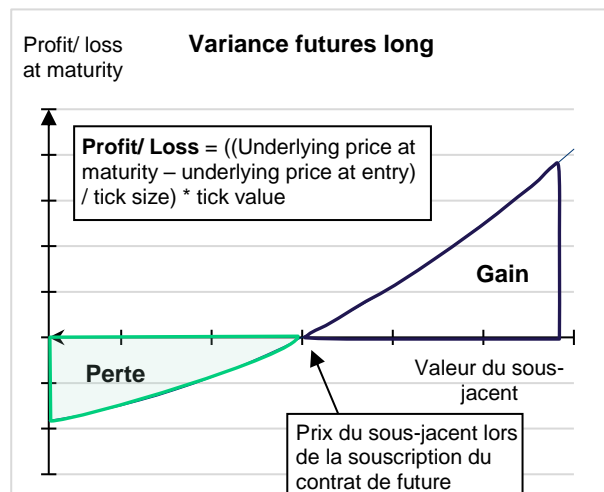 Profit/ loss
at maturity
Variance futures long
Profit/ Loss = ((Underlying price at
maturity – underlying price at entry)
/ tick size) * tick value
Gain
Perte
Valeur du sous-
jacent
Prix du sous-jacent lors
de la souscription du
contrat de future